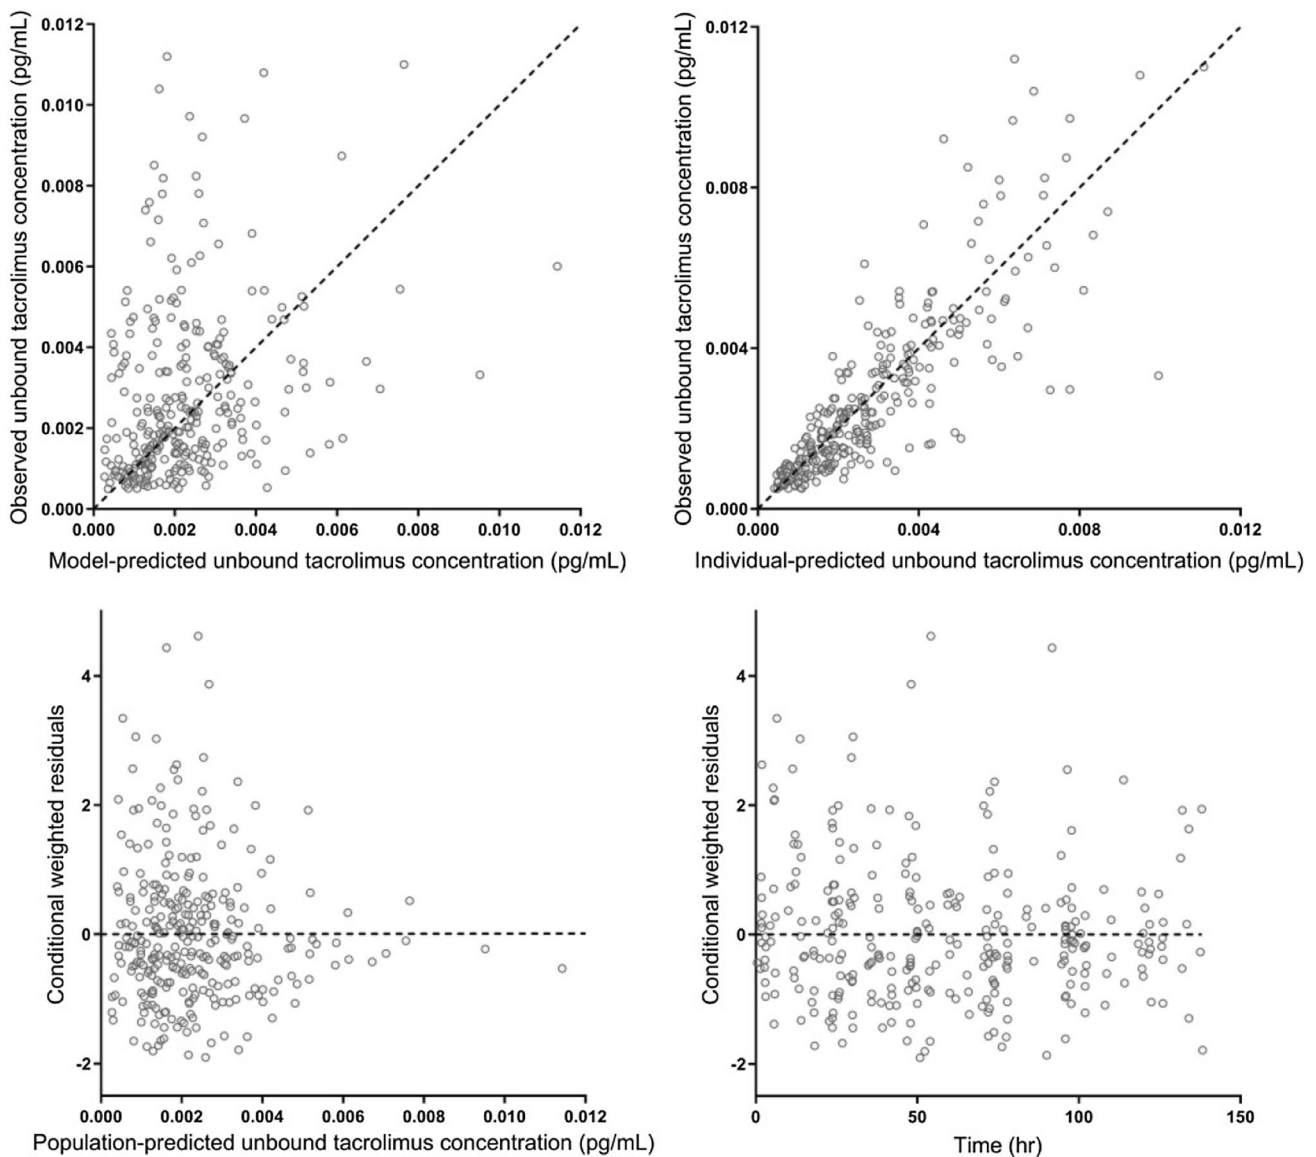 Observed unbound tacrolimus concentration (pg/mL)
0.012
0.010
0.008
0.006
0.004
0.002
0.000
0.000 0.002 0.004 0.006 0.008 0.010 0.012
Model-predicted unbound tacrolimus concentration (pg/mL)
Observed unbound tacrolimus concentration (pg/mL)
0.012
0.008
0.004
0.000
0.000 0.004 0.008 0.012
Individual-predicted unbound tacrolimus concentration (pg/mL)
Conditional weighted residuals
4
2
0
-2
0.000 0.002 0.004 0.006 0.008 0.010 0.012
Population-predicted unbound tacrolimus concentration (pg/mL)
Conditional weighted residuals
4
2
0
-2
0 50 100 150
Time (hr)